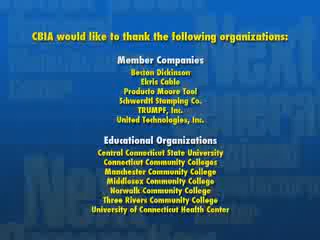 CBIA would like to thank the following organizations:
Member Companies
Becton Dickinson
Ekris Cable
Producto Moore Tool
Schwerdtl Stamping Co.
TRUMPF, Inc.
United Technologies, Inc.
Educational Organizations
Central Connecticut State University
Connecticut Community Colleges
Manchester Community College
Middlesex Community College
Norwalk Community College
Three Rivers Community College
University of Connecticut Health Center